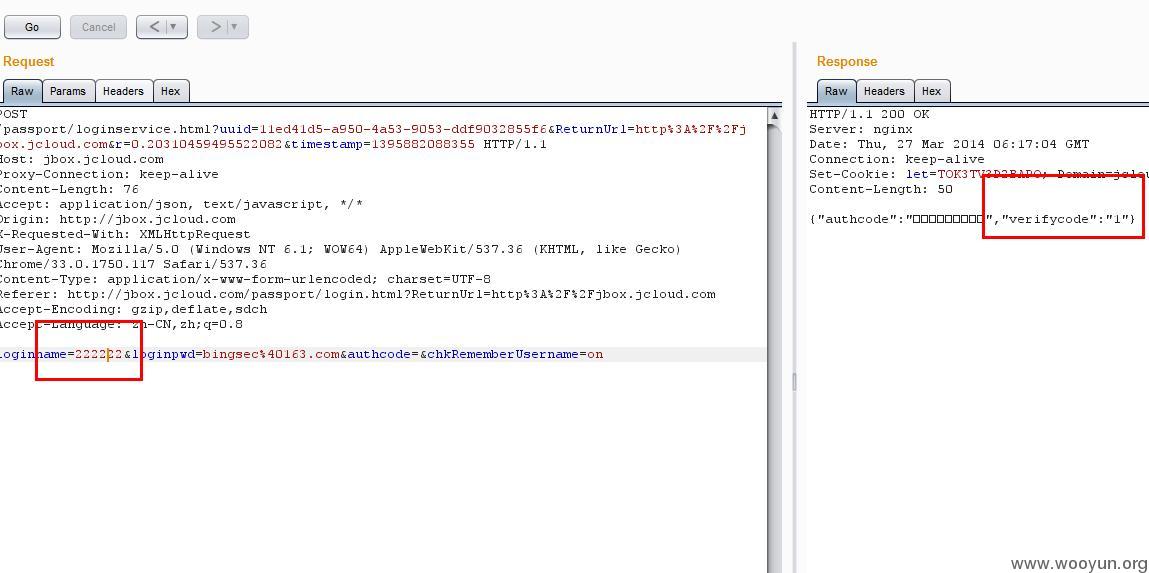 Go
Cancel
<
>
Request
Response
Raw Params Headers Hex
Raw Headers Hex
POST
/passport/loginservice.html?uuid=11ed41d5-a950-4a53-9053-ddf9032855f6&ReturnUrl=http%3A%2F%2Fj
box.jcloud.com&r=0.20310459495522082&timestamp=1395882088355 HTTP/1.1
Host: jbox.jcloud.com
Proxy-Connection: keep-alive
Content-Length: 76
Accept: application/json, text/javascript, */*
Origin: http://jbox.jcloud.com
X-Requested-With: XMLHttpRequest
User-Agent: Mozilla/5.0 (Windows NT 6.1; WOW64) AppleWebKit/537.36 (KHTML, like Gecko)
Chrome/33.0.1750.117 Safari/537.36
Content-Type: application/x-www-form-urlencoded; charset=UTF-8
Referer: http://jbox.jcloud.com/passport/login.html?ReturnUrl=http%3A%2F%2Fjbox.jcloud.com
Accept-Encoding: gzip,deflate,sdch
Accept-Language: zh-CN,zh;q=0.8
loginname=222222&loginpwd=bingsec%40163.com&authcode=&chkRememberUsername=on
HTTP/1.1 200 OK
Server: nginx
Date: Thu, 27 Mar 2014 06:17:04 GMT
Connection: keep-alive
Set-Cookie: Domain=jclou
Content-Length: 50
{"authcode":"□□□□□□□□□","verifycode":"1"}
www.wooyun.org